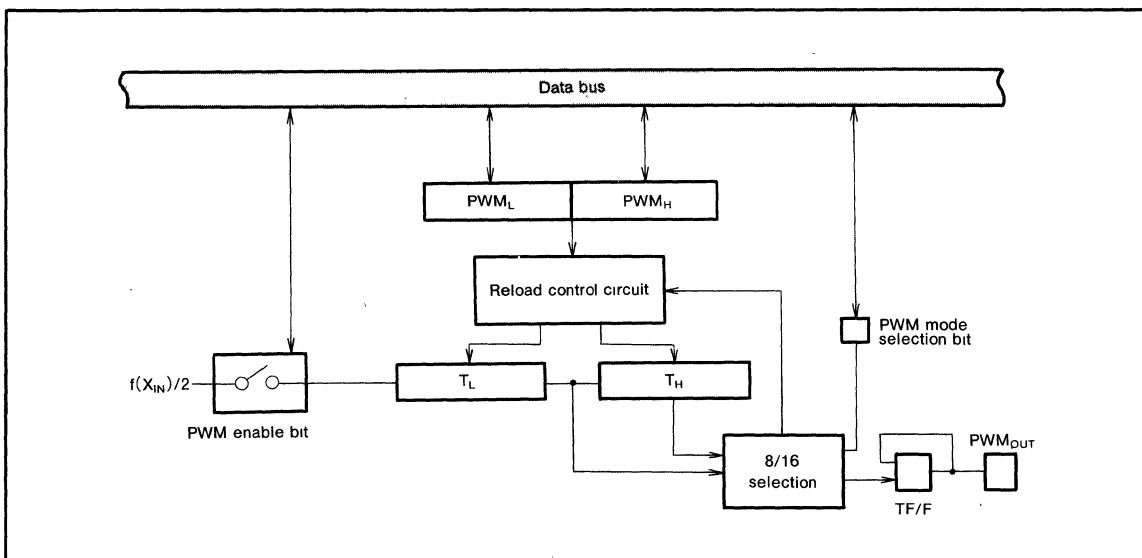 Data bus
PWML
PWMH
Reload control circuit
PWM mode
selection bit
f(XIN)/2
TL
TH
PWM enable bit
8/16
selection
PWMOUT
TF/F